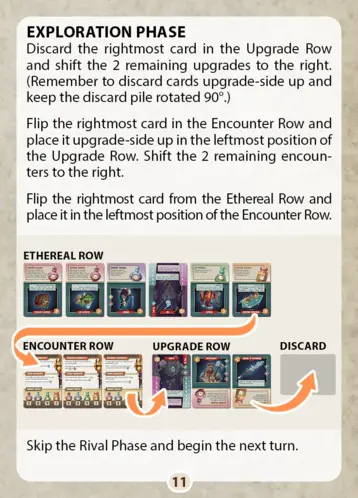 EXPLORATION PHASE
Discard the rightmost card in the Upgrade Row
and shift the 2 remaining upgrades to the right.
(Remember to discard cards upgrade-side up and
keep the discard pile rotated 90°.)
Flip the rightmost card in the Encounter Row and
place it upgrade-side up in the leftmost position of
the Upgrade Row. Shift the 2 remaining encoun-
ters to the right.
Flip the rightmost card from the Ethereal Row and
place it in the leftmost position of the Encounter Row.
ETHEREAL ROW
ENCOUNTER ROW
UPGRADE ROW
DISCARD
Skip the Rival Phase and begin the next turn.
11